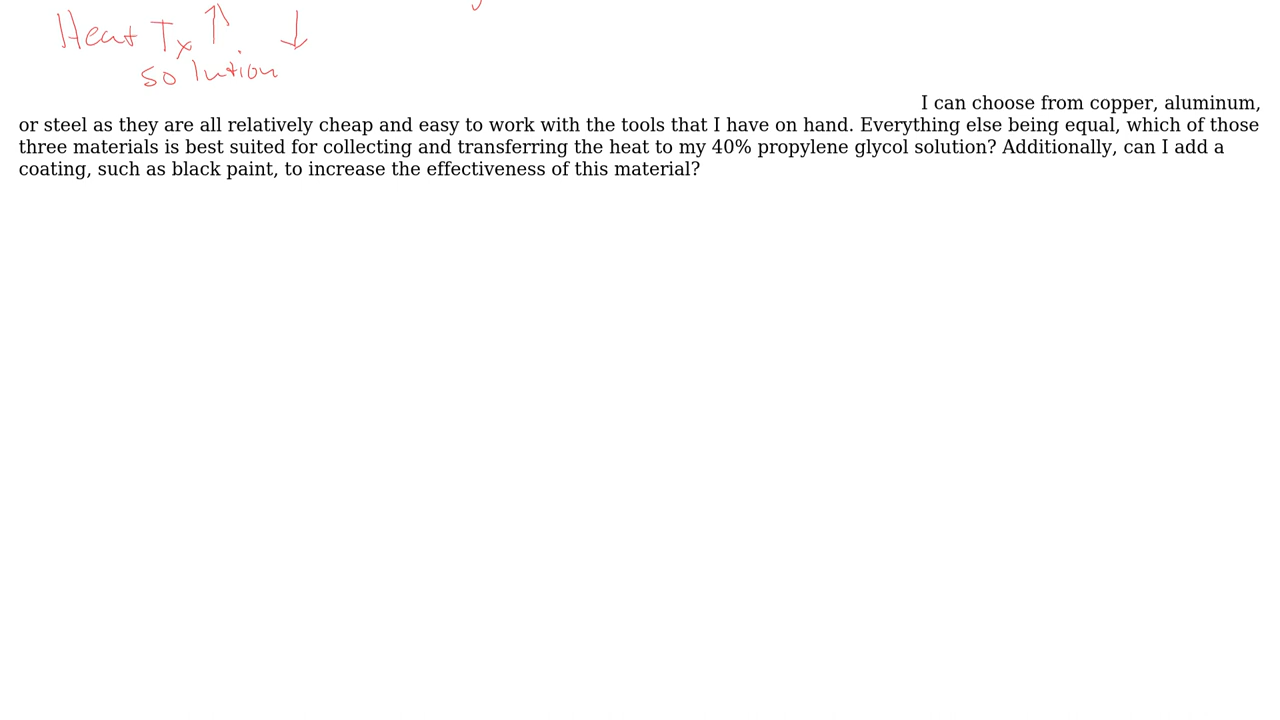 Heat Tx ↑ ↓
solution
I can choose from copper, aluminum,
or steel as they are all relatively cheap and easy to work with the tools that I have on hand. Everything else being equal, which of those
three materials is best suited for collecting and transferring the heat to my 40% propylene glycol solution? Additionally, can I add a
coating, such as black paint, to increase the effectiveness of this material?